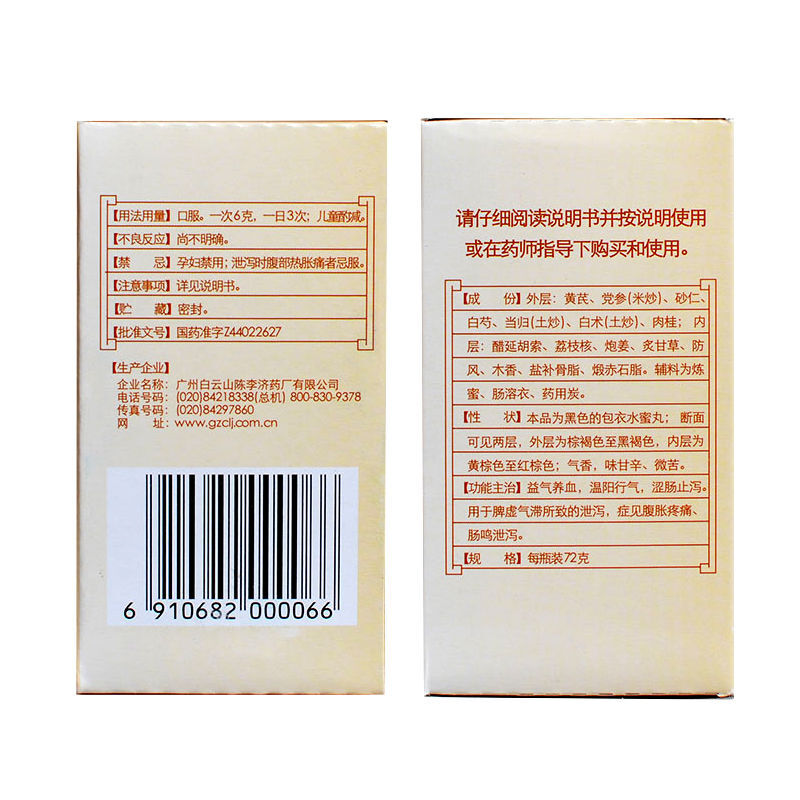 【用法用量】口服。一次6克，一日3次；儿童酌减。
【不良反应】尚不明确。
【禁　　忌】孕妇禁用；泄泻时腹部热胀痛者忌服。
【注意事项】详见说明书。
【贮　　藏】密封。
【批准文号】国药准字Z44022627
【生产企业】
企业名称：广州白云山陈李济药厂有限公司
电话号码：(020)84218338(总机) 800-830-9378
传真号码：(020)84297860
网　　址：www.gzclj.com.cn
6 910682 000066
请仔细阅读说明书并按说明使用
或在药师指导下购买和使用。
【成　　份】外层：黄芪、党参(米炒)、砂仁、
白芍、当归(土炒)、白术(土炒)、肉桂；内
层：醋延胡索、荔枝核、炮姜、炙甘草、防
风、木香、盐补骨脂、煅赤石脂。辅料为炼
蜜、肠溶衣、药用炭。
【性　　状】本品为黑色的包衣水蜜丸；断面
可见两层，外层为棕褐色至黑褐色，内层为
黄棕色至红棕色；气香，味甘辛、微苦。
【功能主治】益气养血，温阳行气，涩肠止泻。
用于脾虚气滞所致的泄泻，症见腹胀疼痛、
肠鸣泄泻。
【规　　格】每瓶装72克